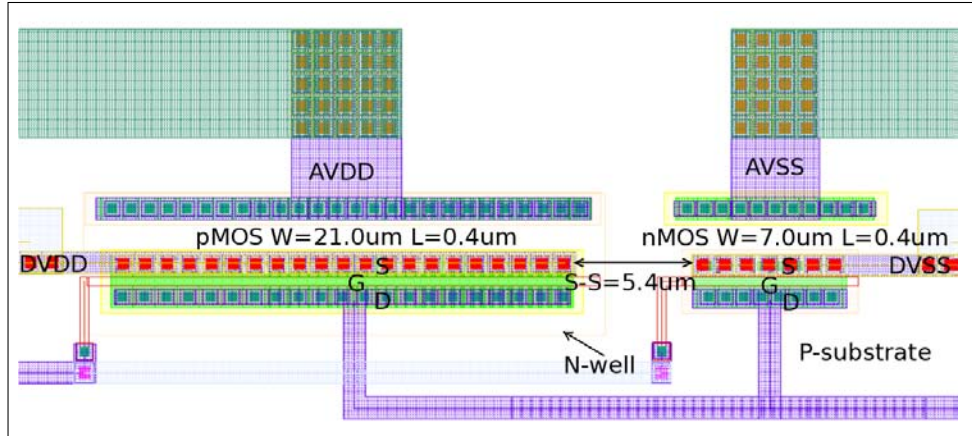 AVDD
AVSS
pMOS W=21.0um L=0.4um
nMOS W=7.0um L=0.4um
DVDD
S
S
DVSS
G
S-S=5.4um
G
D
D
N-well
P-substrate